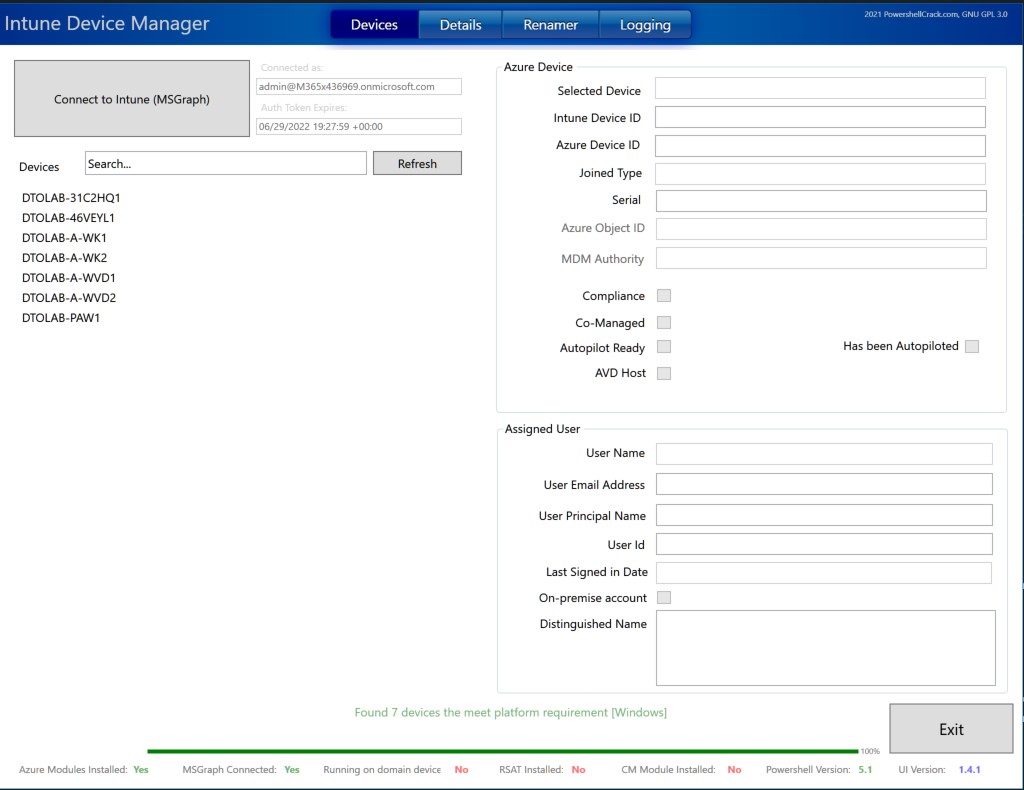 Intune Device Manager
Devices
Details
Renamer
Logging
2021 PowershellCrack.com, GNU GPL 3.0
Connect to Intune (MSGraph)
Connected as:
admin@M365x436969.onmicrosoft.com
Auth Token Expires:
06/29/2022 19:27:59 +00:00
Devices
Search...
Refresh
DTOLAB-31C2HQ1
DTOLAB-46VEYL1
DTOLAB-A-WK1
DTOLAB-A-WK2
DTOLAB-A-WVD1
DTOLAB-A-WVD2
DTOLAB-PAW1
Azure Device
Selected Device
Intune Device ID
Azure Device ID
Joined Type
Serial
Azure Object ID
MDM Authority
Compliance
Co-Managed
Autopilot Ready
Has been Autopiloted
AVD Host
Assigned User
User Name
User Email Address
User Principal Name
User Id
Last Signed in Date
On-premise account
Distinguished Name
Found 7 devices the meet platform requirement [Windows]
Exit
100%
Azure Modules Installed: Yes
MSGraph Connected: Yes
Running on domain device No
RSAT Installed: No
CM Module Installed: No
Powershell Version: 5.1
UI Version: 1.4.1